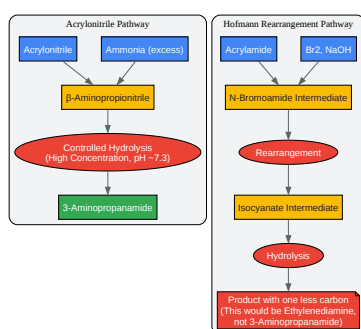 Acrylonitrile Pathway
Acrylonitrile
Ammonia (excess)
β-Aminopropionitrile
Controlled Hydrolysis
(High Concentration, pH ~7.3)
3-Aminopropanamide
Hofmann Rearrangement Pathway
Acrylamide
Br2, NaOH
N-Bromoamide Intermediate
Rearrangement
Isocyanate Intermediate
Hydrolysis
Product with one less carbon
(This would be Ethylenediamine,
not 3-Aminopropanamide)